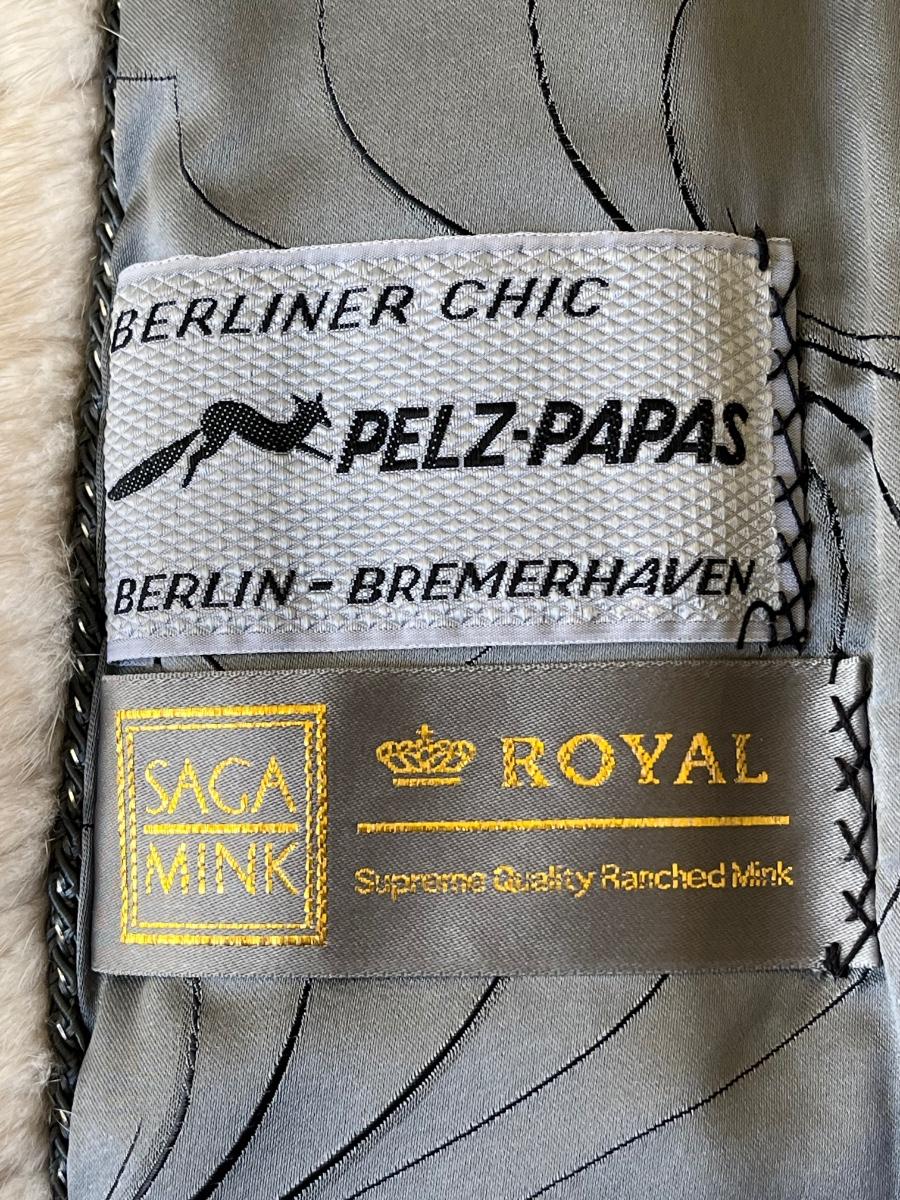 BERLINER CHIC
PELZ-PAPAS
BERLIN - BREMERHAVEN
SAGA
MINK
ROYAL
Supreme Quality Ranched Mink